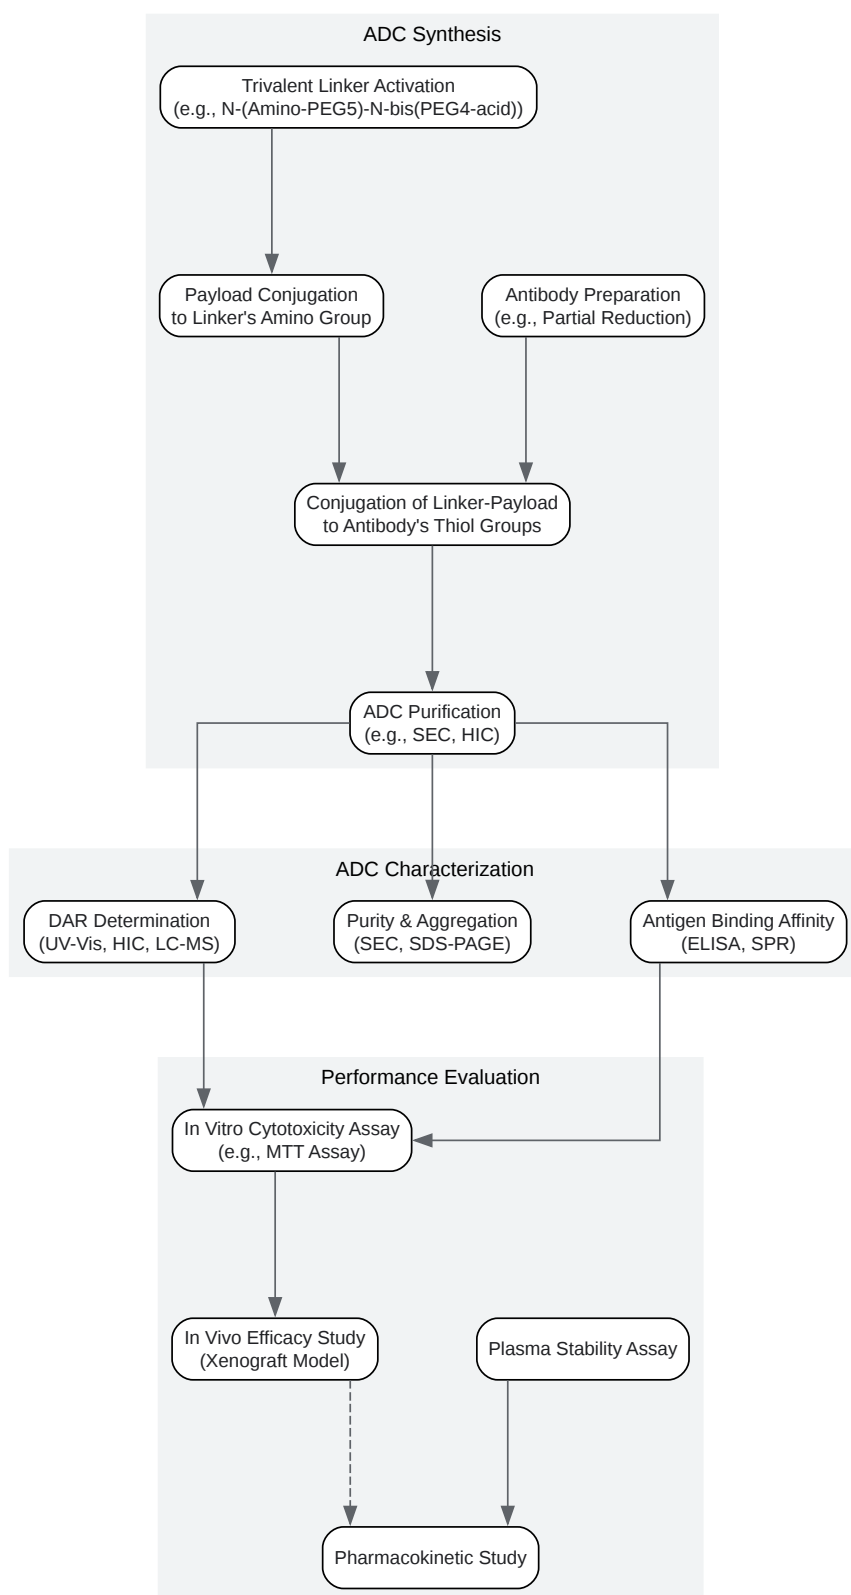 ADC Synthesis
Trivalent Linker Activation
(e.g., N-(Amino-PEG5)-N-bis(PEG4-acid))
Payload Conjugation
to Linker's Amino Group
Antibody Preparation
(e.g., Partial Reduction)
Conjugation of Linker-Payload
to Antibody's Thiol Groups
ADC Purification
(e.g., SEC, HIC)
ADC Characterization
DAR Determination
(UV-Vis, HIC, LC-MS)
Purity & Aggregation
(SEC, SDS-PAGE)
Antigen Binding Affinity
(ELISA, SPR)
Performance Evaluation
In Vitro Cytotoxicity Assay
(e.g., MTT Assay)
In Vivo Efficacy Study
(Xenograft Model)
Plasma Stability Assay
Pharmacokinetic Study